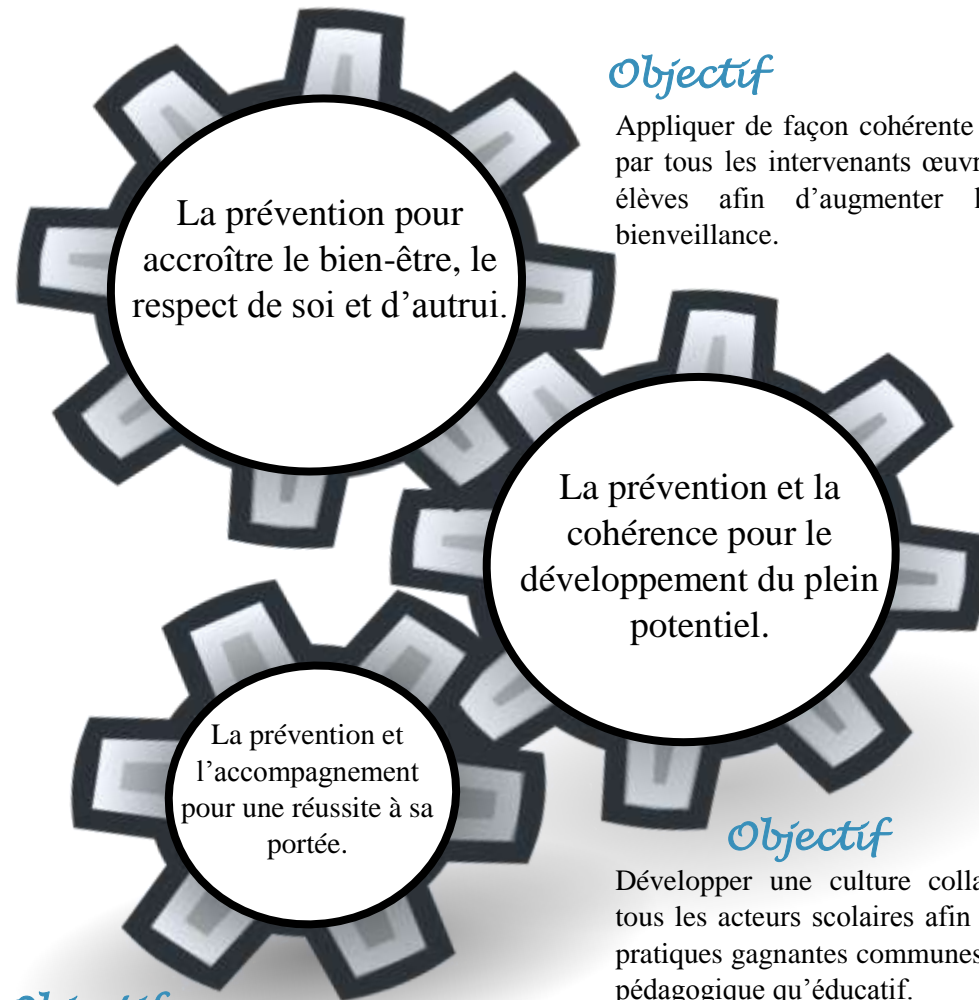 Objectif
Appliquer de façon cohérente
par tous les intervenants
élèves afin d’augmenter
bienveillance.
La prévention pour
accroître le bien-être, le
respect de soi et d’autrui.
La prévention et la
cohérence pour le
développement du plein
potentiel.
La prévention et
l’accompagnement
pour une réussite à sa
portée.
Objectif
Développer une culture
tous les acteurs scolaires afin
pratiques gagnantes communes
pédagogique qu’éducatif.
Objectif